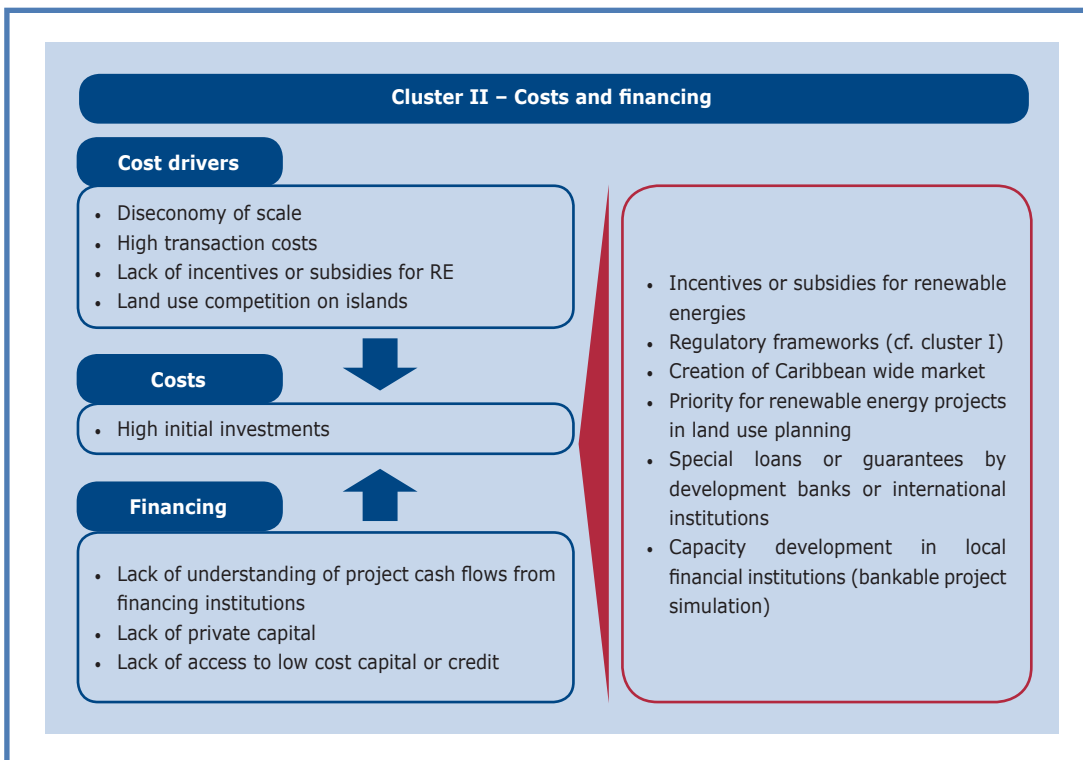 Cluster II – Costs and financing
Cost drivers
• Diseconomy of scale
• High transaction costs
• Lack of incentives or subsidies for RE
• Land use competition on islands
Costs
• High initial investments
Financing
• Lack of understanding of project cash flows from
financing institutions
• Lack of private capital
• Lack of access to low cost capital or credit
• Incentives or subsidies for renewable
energies
• Regulatory frameworks (cf. cluster I)
• Creation of Caribbean wide market
• Priority for renewable energy projects
in land use planning
• Special loans or guarantees by
development banks or international
institutions
• Capacity development in local
financial institutions (bankable project
simulation)